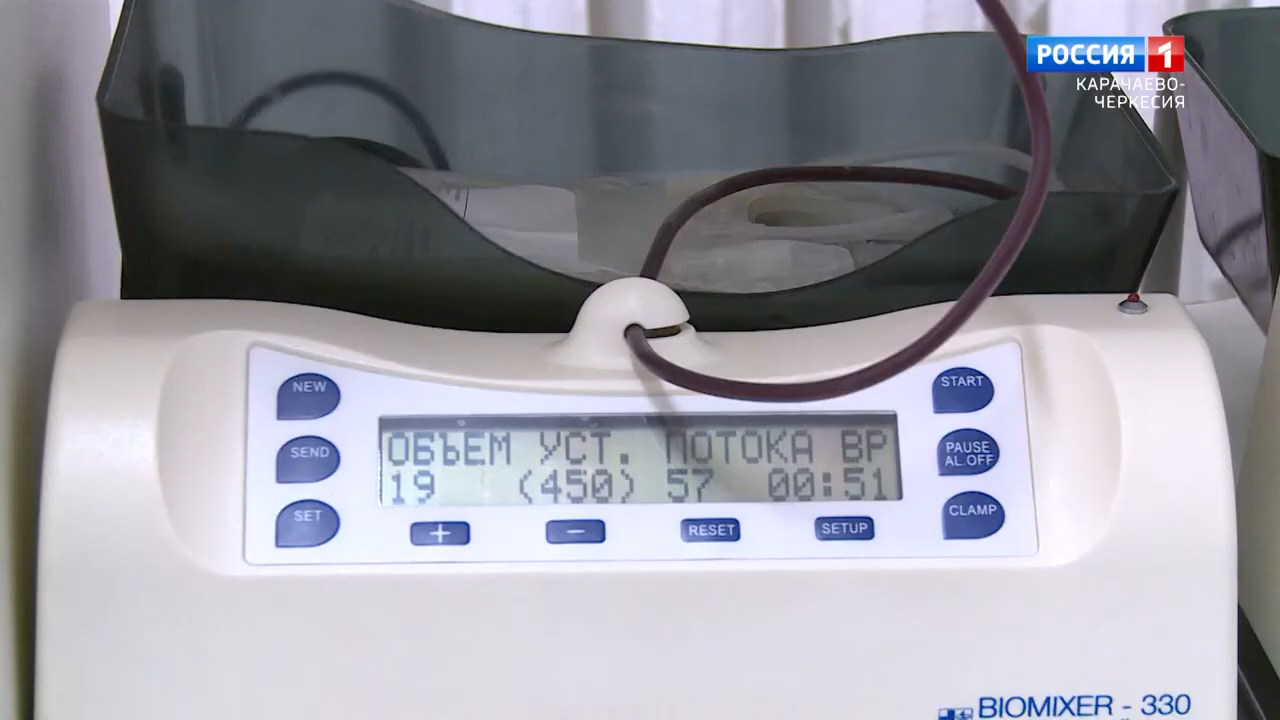 РОССИЯ 1
КАРАЧАЕВО-
ЧЕРКЕСИЯ
NEW
SEND
SET
ОБЪЕМ УСТ. ПОТОКА ВР
19 (450) 57 00:51
START
PAUSE
AL.OFF
CLAMP
+ − RESET SETUP
BIOMIXER - 330